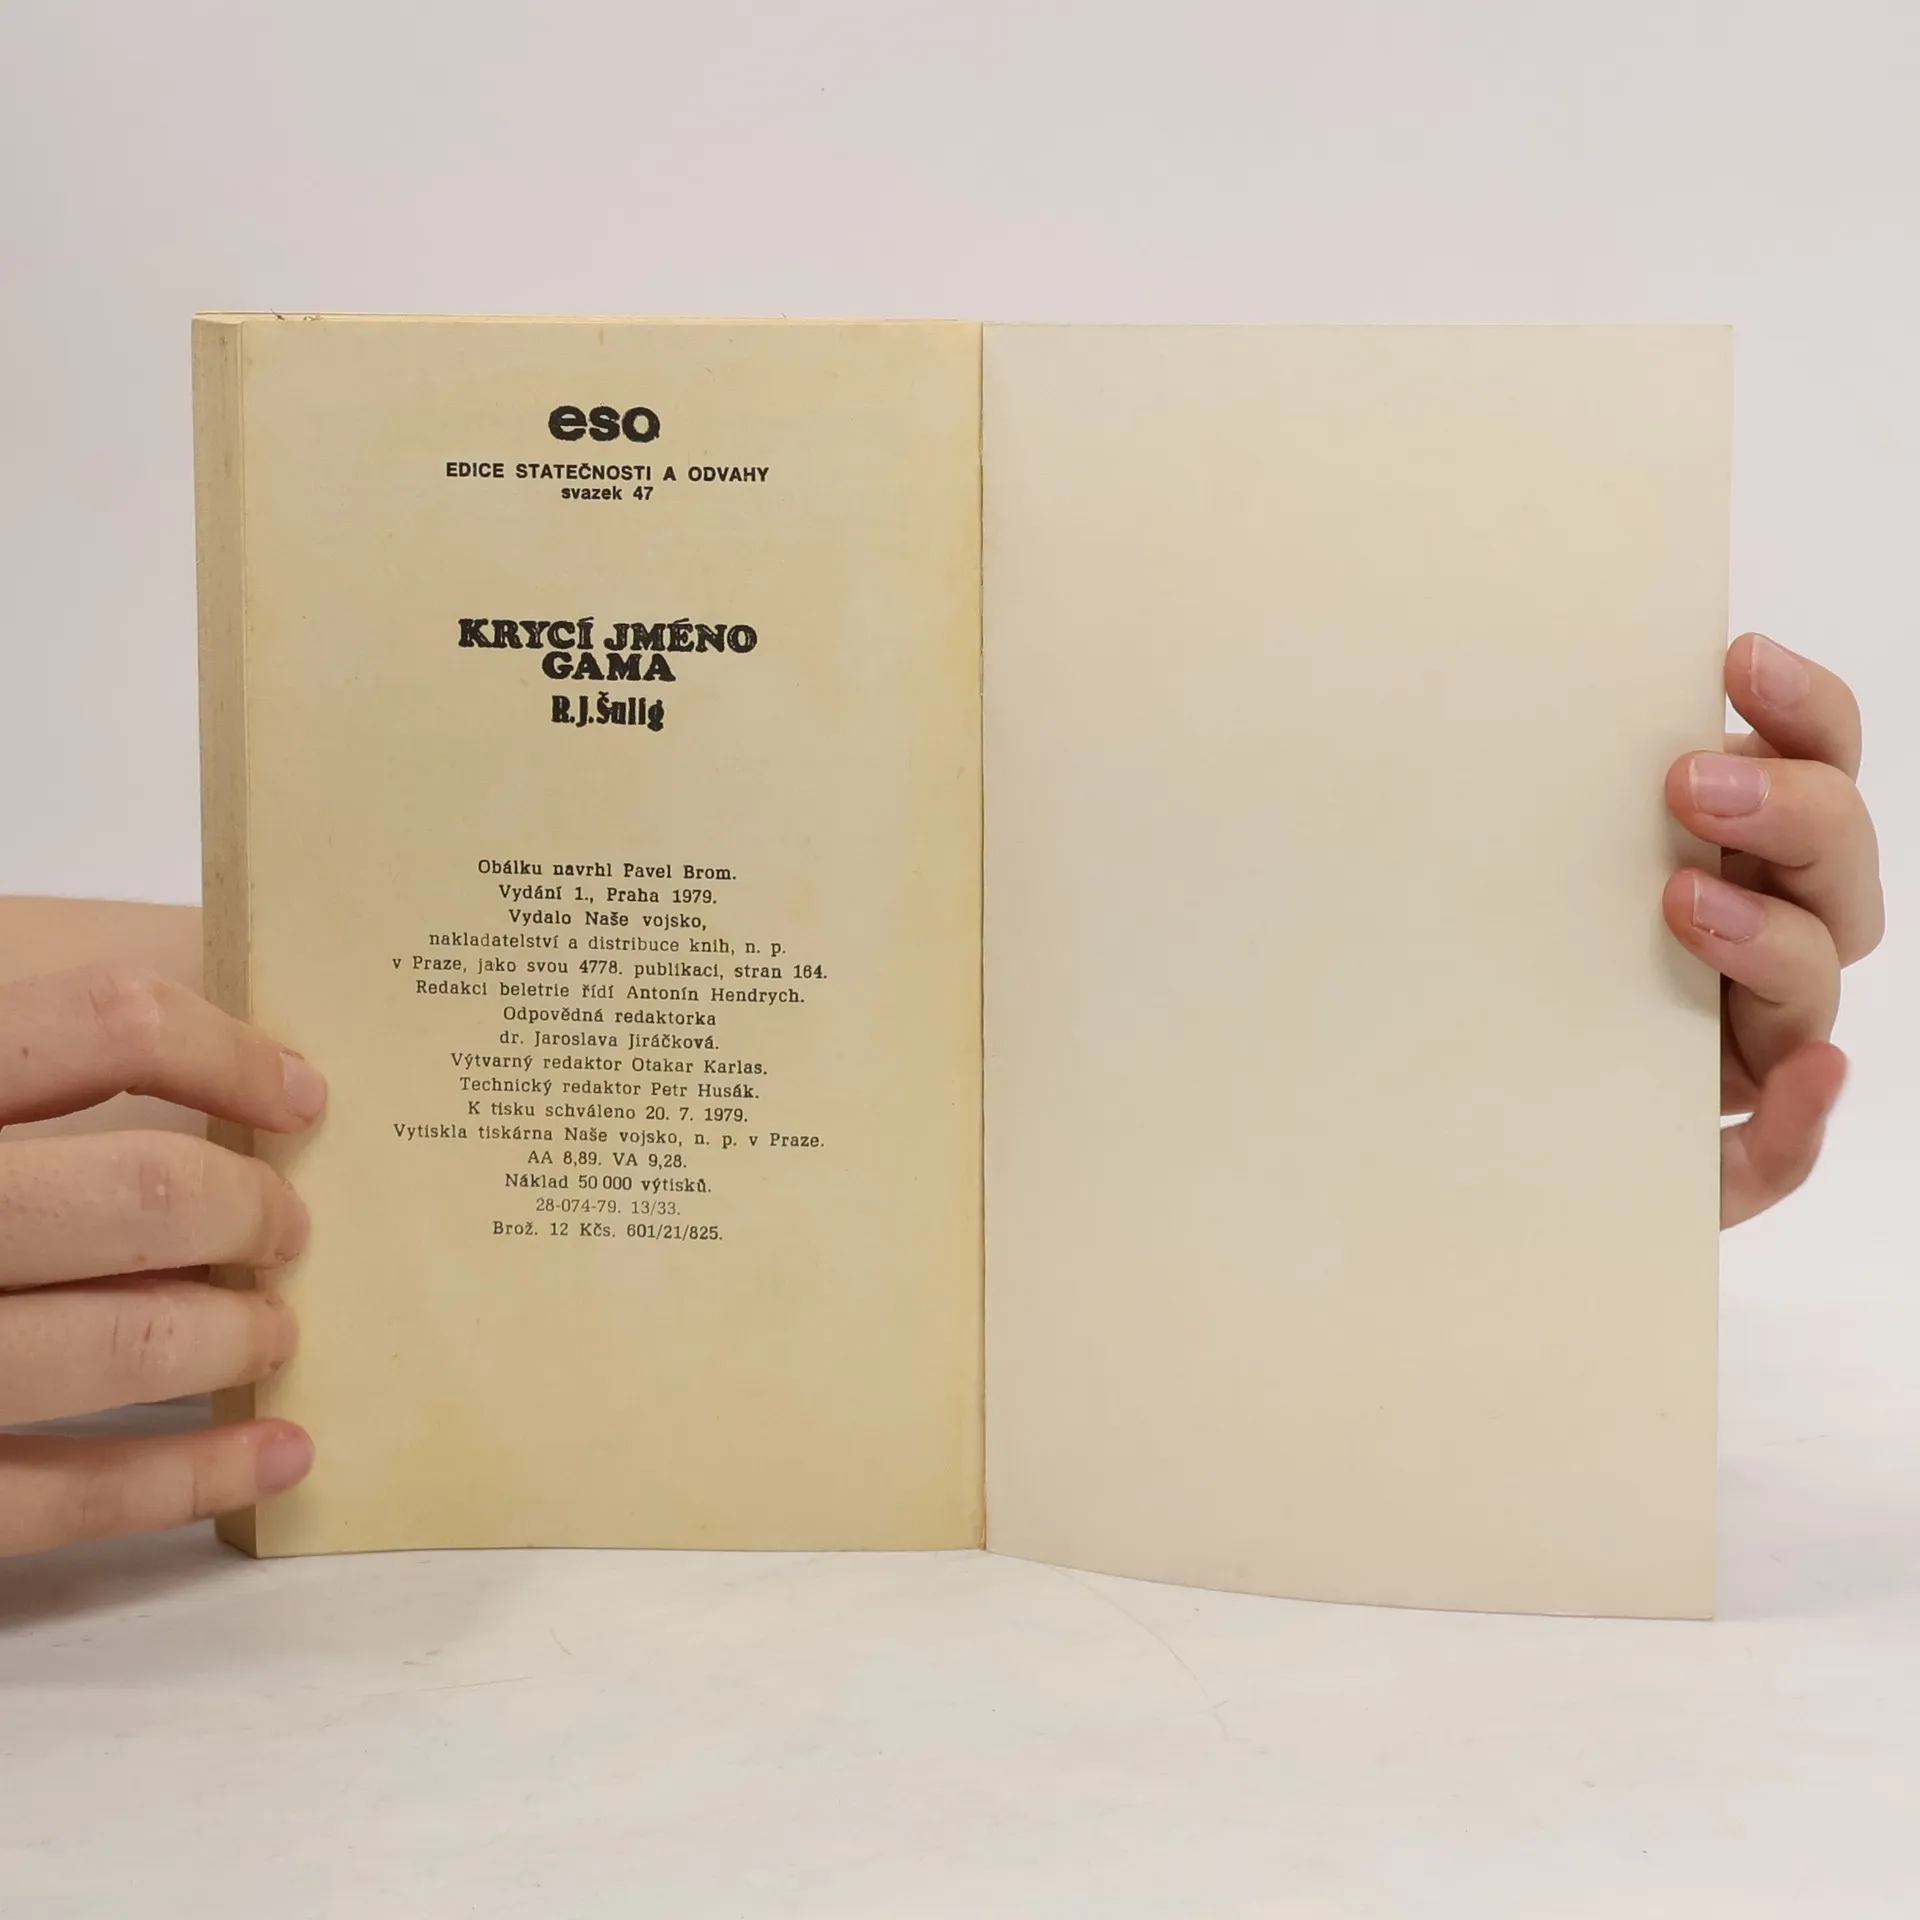 eso
EDICE STATEČNOSTI A ODVAHY
svazek 47
KRYCÍ JMÉNO
GAMA
R.J.Šulig
Obálku navrhl Pavel Brom.
Vydání 1., Praha 1979.
Vydalo Naše vojsko,
nakladatelství a distribuce knih, n. p.
v Praze, jako svou 4778. publikaci, stran 164.
Redakci beletrie řídí Antonín Hendrych.
Odpovědná redaktorka
dr. Jaroslava Jiráčková.
Výtvarný redaktor Otakar Karlas.
Technický redaktor Petr Husák.
K tisku schváleno 20. 7. 1979.
Vytiskla tiskárna Naše vojsko, n. p. v Praze.
AA 8,89. VA 9,28.
Náklad 50 000 výtisků.
28-074-79. 13/33.
Brož. 12 Kčs. 601/21/825.